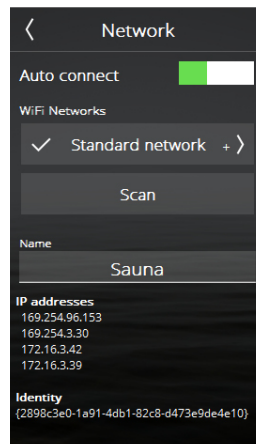 Network
Auto connect
WiFi Networks
Standard network +
Scan
Name
Sauna
IP addresses
169.254.96.153
169.254.3.30
172.16.3.42
172.16.3.39
Identity
{2898c3e0-1a91-4db1-82c8-d473e9de4e10}